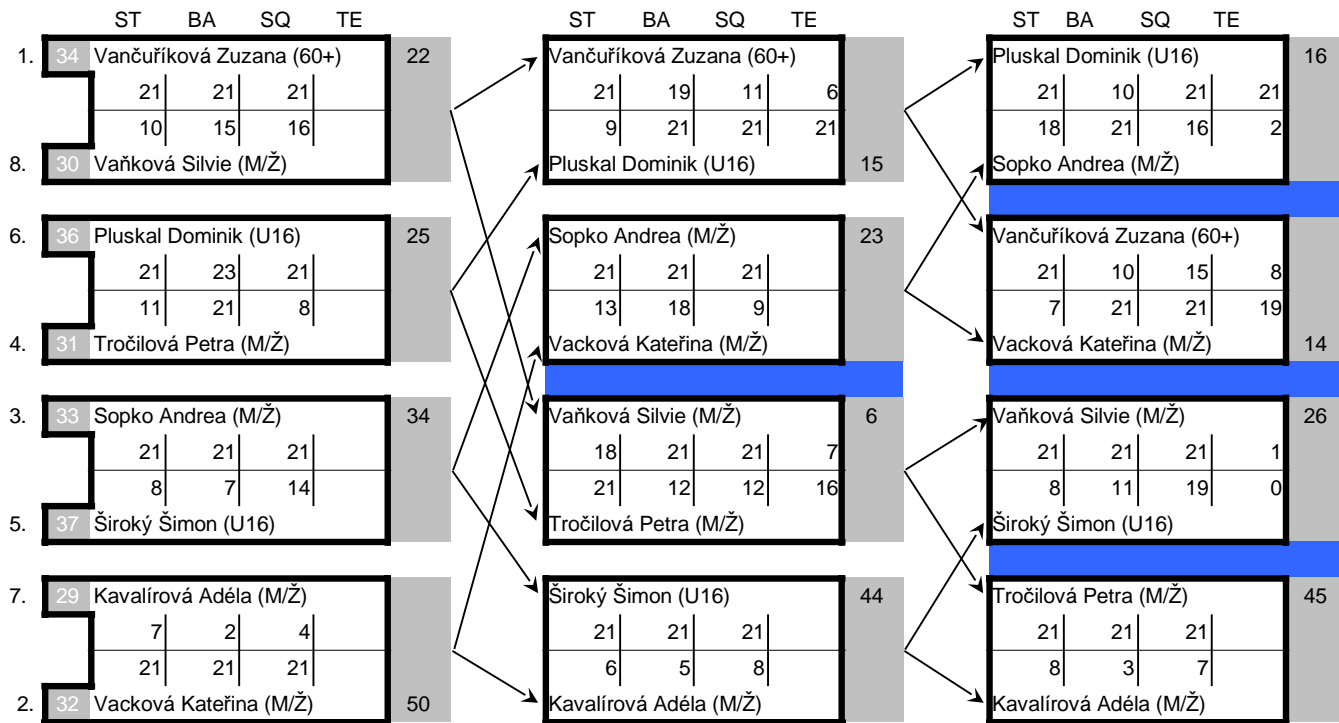 ST BA SQ TE ST BA SQ TE ST BA SQ TE
1. 34 Vančuříková Zuzana (60+) 22 Vančuříková Zuzana (60+) Pluskal Dominik (U16) 16
21 21 21 21 19 11 6 21 10 21 21
10 15 16 9 21 21 21 18 21 16 2
8. 30 Vaňková Silvie (M/Ž) Pluskal Dominik (U16) 15 Sopko Andrea (M/Ž)
6. 36 Pluskal Dominik (U16) 25 Sopko Andrea (M/Ž) 23 Vančuříková Zuzana (60+)
21 23 21 21 21 21 21 10 15 8
11 21 8 13 18 9 7 21 21 19
4. 31 Tročilová Petra (M/Ž) Vacková Kateřina (M/Ž) Vacková Kateřina (M/Ž) 14
3. 33 Sopko Andrea (M/Ž) 34 Vaňková Silvie (M/Ž) 6 Vaňková Silvie (M/Ž) 26
21 21 21 18 21 21 7 21 21 21 1
8 7 14 21 12 12 16 8 11 19 0
5. 37 Široký Šimon (U16) Tročilová Petra (M/Ž) Široký Šimon (U16)
7. 29 Kavalírová Adéla (M/Ž) Široký Šimon (U16) 44 Tročilová Petra (M/Ž) 45
7 2 4 21 21 21 21 21 21
21 21 21 6 5 8 8 3 7
2. 32 Vacková Kateřina (M/Ž) 50 Kavalírová Adéla (M/Ž) Kavalírová Adéla (M/Ž)